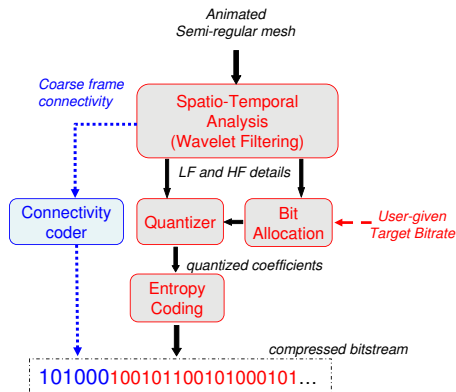 Animated
Semi-regular mesh
Coarse frame
connectivity
Spatio-Temporal
Analysis
(Wavelet Filtering)
LF and HF details
Connectivity
coder
Quantizer
Bit
Allocation
User-given
Target Bitrate
quantized coefficients
Entropy
Coding
compressed bitstream
101000100101100101000101...